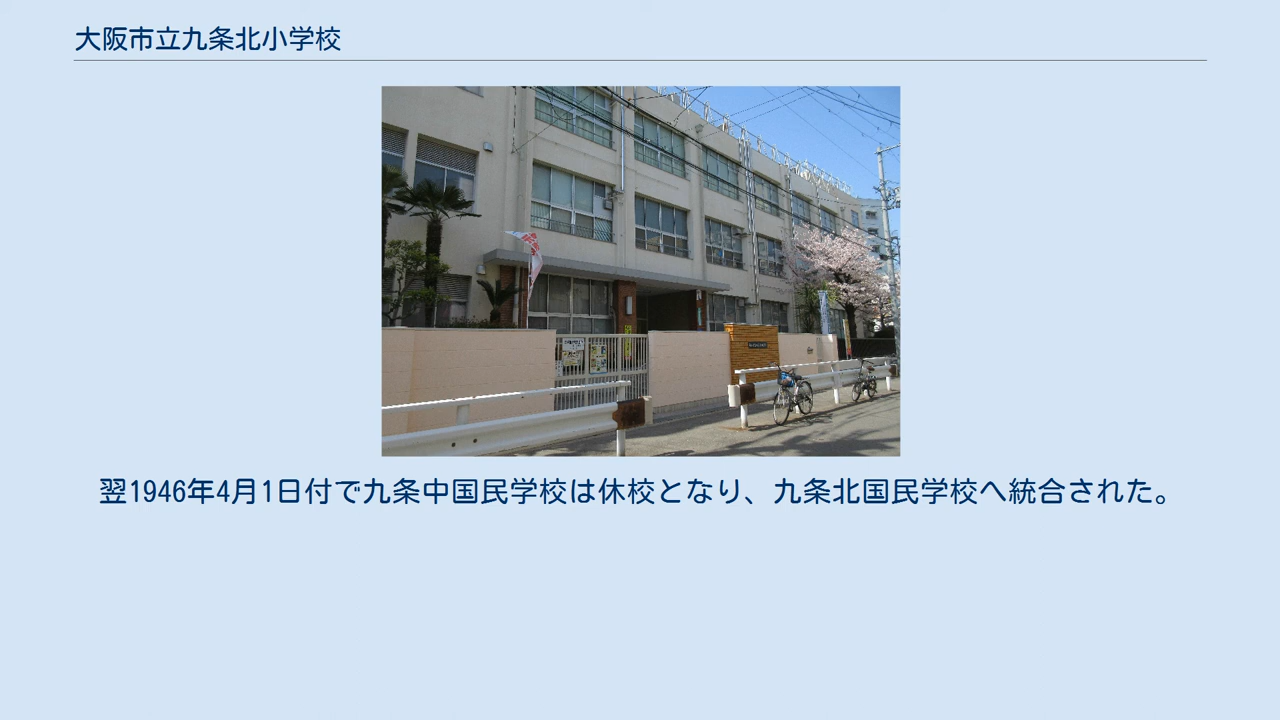 大阪市立九条北小学校
翌1946年4月1日付で九条中国民学校は休校となり、九条北国民学校へ統合された。